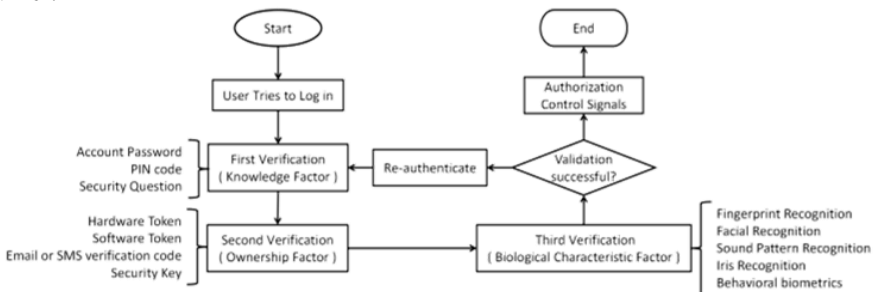 Start
End
User Tries to Log in
Authorization
Control Signals
Account Password
PIN code
Security Question
First Verification
( Knowledge Factor )
Re-authenticate
Validation
successful?
Hardware Token
Software Token
Email or SMS verification code
Security Key
Second Verification
( Ownership Factor )
Third Verification
( Biological Characteristic Factor )
Fingerprint Recognition
Facial Recognition
Sound Pattern Recognition
Iris Recognition
Behavioral biometrics